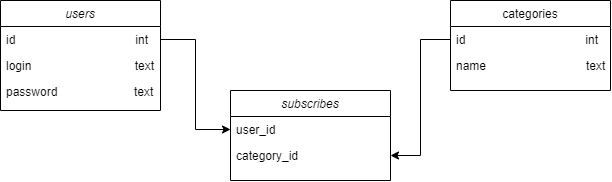 users
id int
login text
password text
categories
id int
name text
subscribes
user_id
category_id